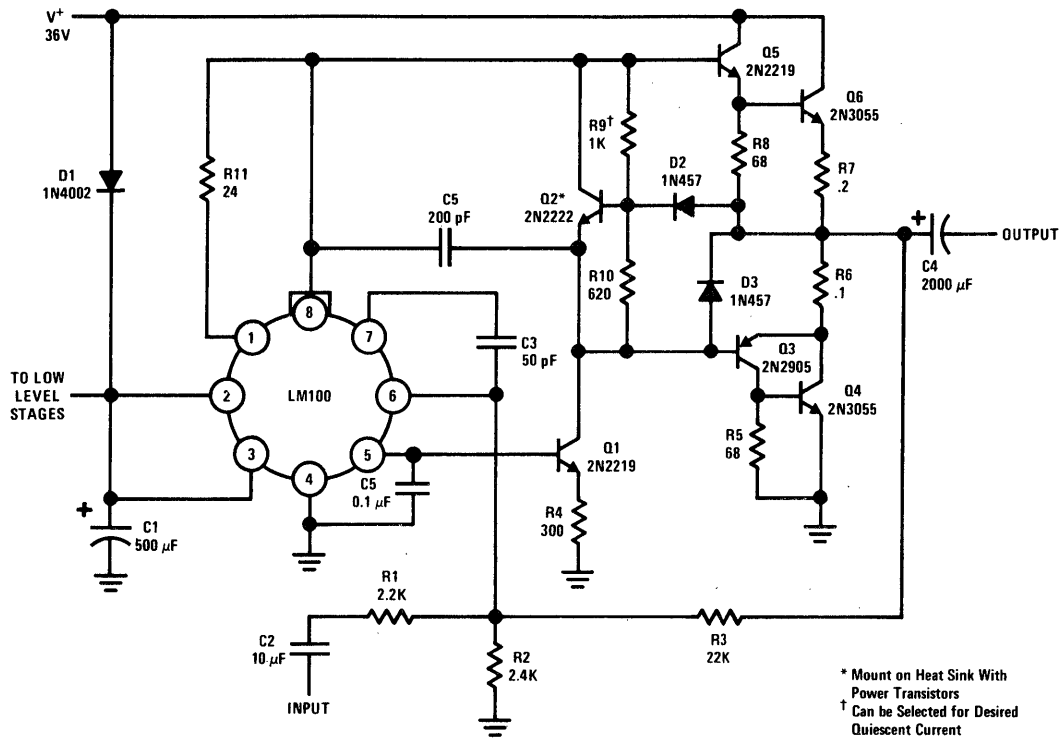 V+
36V
Q5
2N2219
Q6
2N3055
R9†
1K
R8
68
D2
1N457
R7
.2
D1
1N4002
R11
24
C5
200 pF
Q2*
2N2222
+
OUTPUT
C4
2000 μF
R10
620
D3
1N457
R6
.1
8
1
7
C3
50 pF
Q3
2N2905
TO LOW
LEVEL
STAGES
2
LM100
6
Q4
2N3055
3
5
4
C5
0.1 μF
Q1
2N2219
R5
68
+
C1
500 μF
R4
300
R1
2.2K
R3
22K
C2
10 μF
R2
2.4K
INPUT
* Mount on Heat Sink With
Power Transistors
† Can be Selected for Desired
Quiescent Current